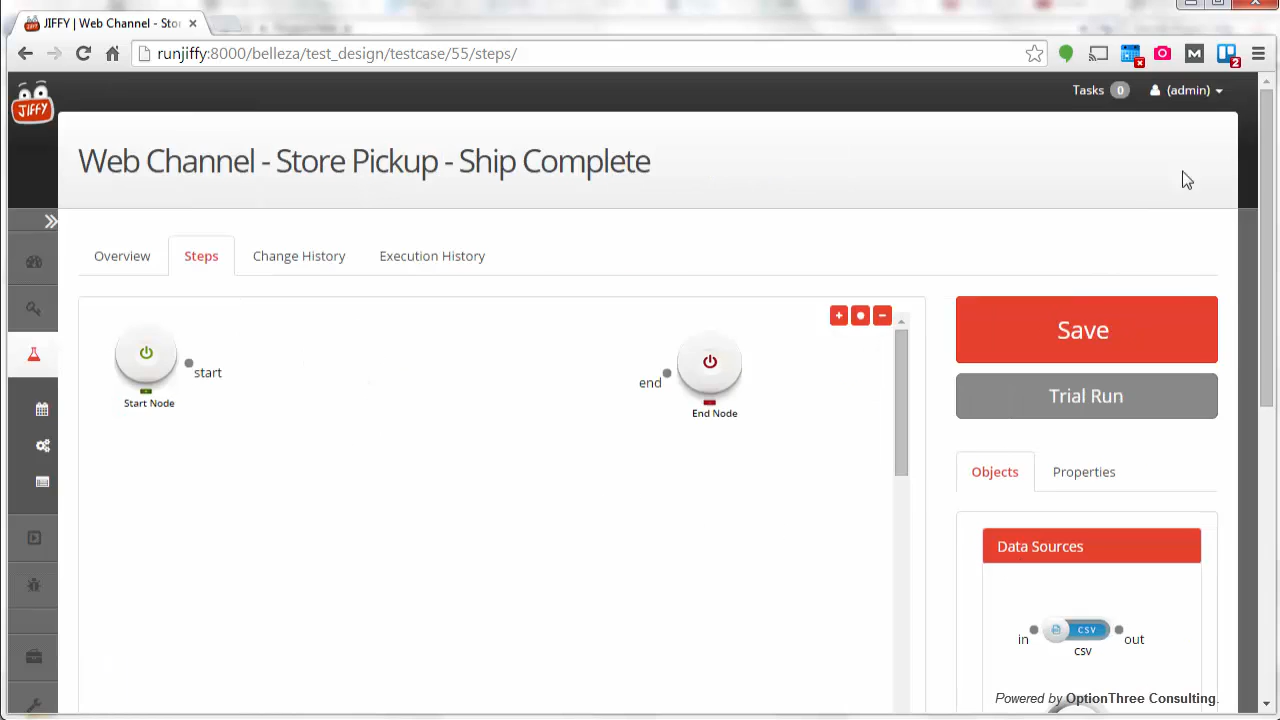 JIFFY | Web Channel - Stor
runjiffy:8000/belleza/test_design/testcase/55/steps/
2
JIFFY
Tasks 0 (admin)
Web Channel - Store Pickup - Ship Complete
Overview Steps Change History Execution History
Save
start
end
Start Node
End Node
Trial Run
Objects Properties
Data Sources
CSV
in
out
csv
Powered by OptionThree Consulting.